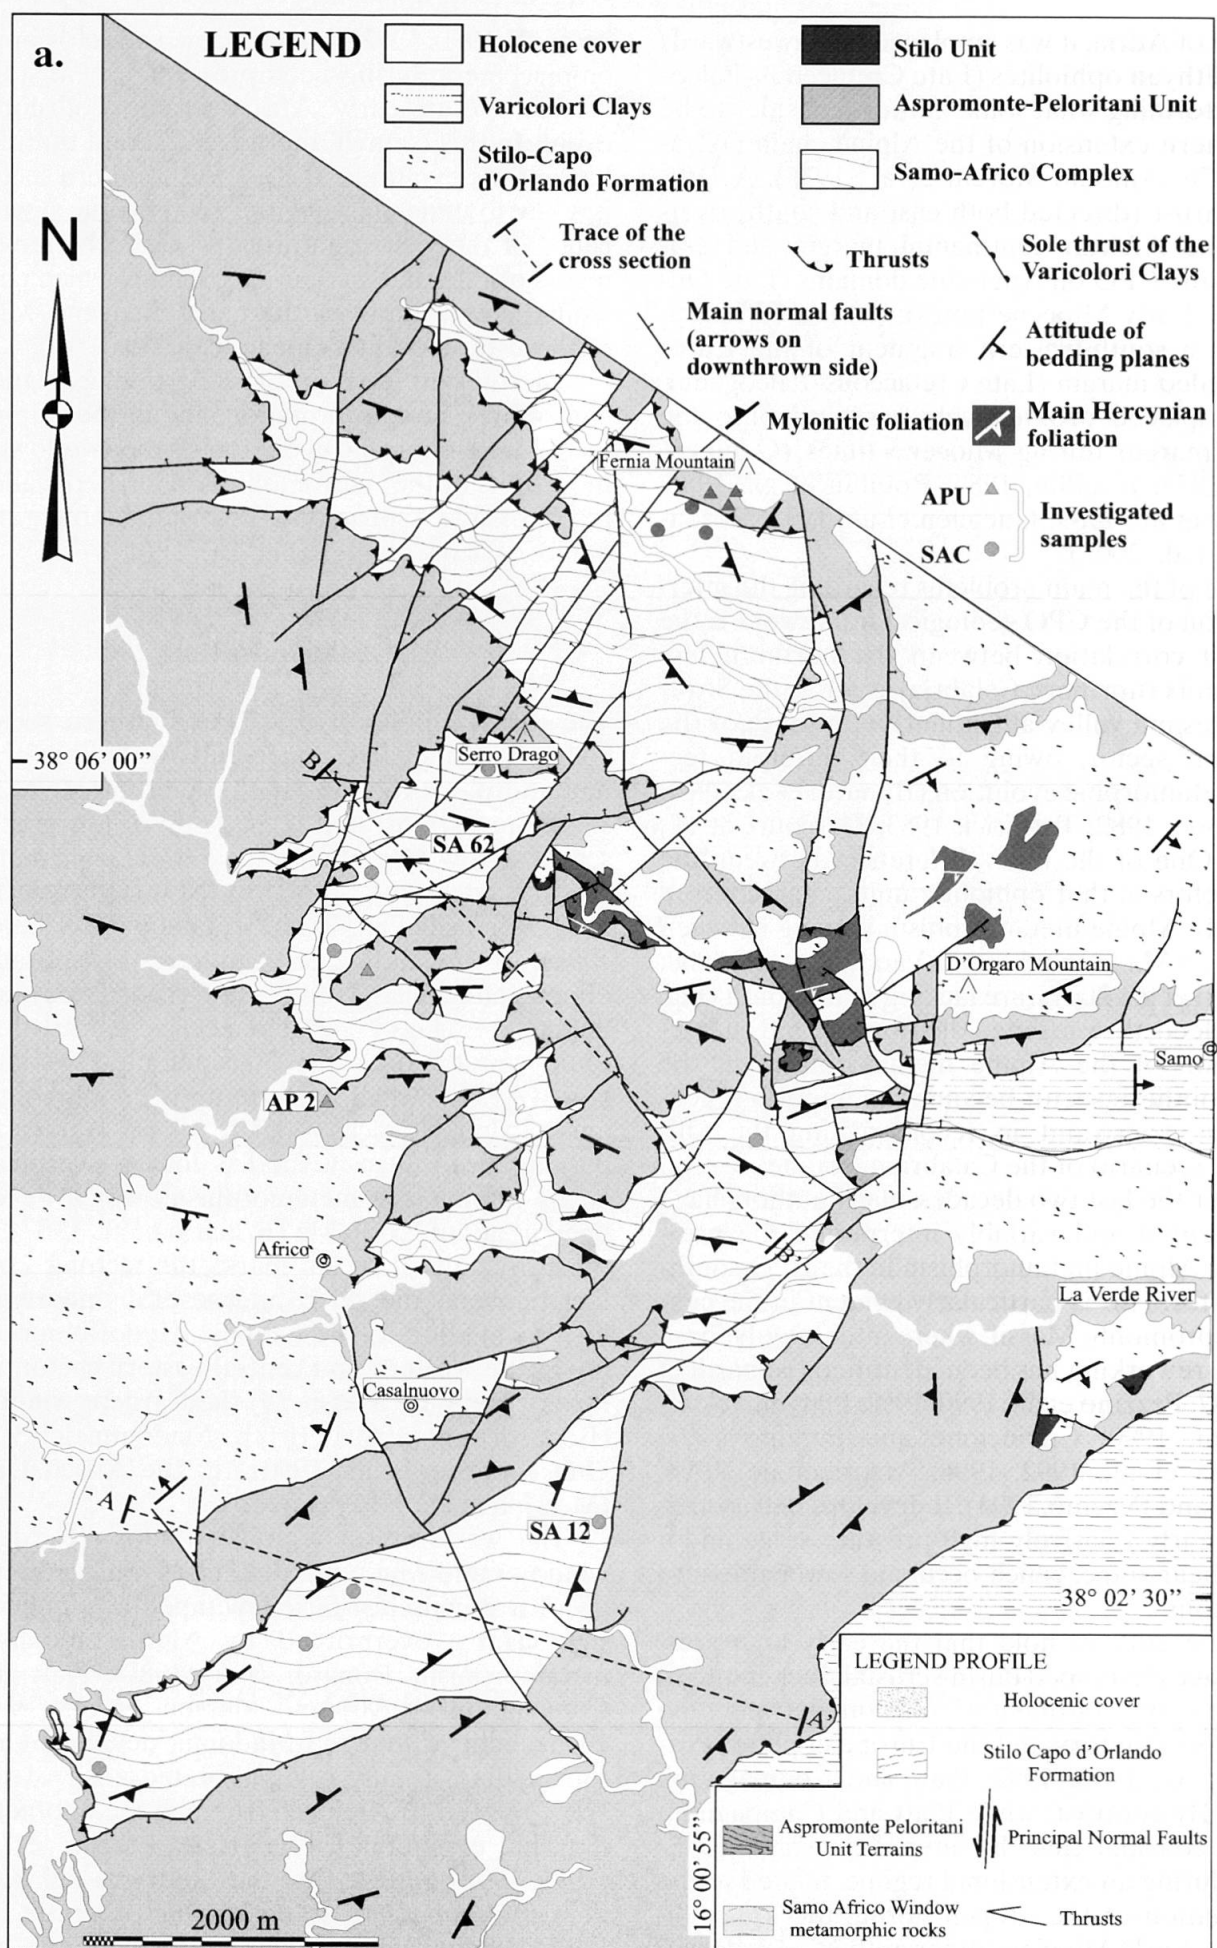 a.
LEGEND
Holocene cover
Varicolori Clays
Stilo-Capo
d'Orlando Formation
Stilo Unit
Aspromonte-Peloritani Unit
Samo-Africo Complex
Trace of the
cross section
Thrusts
Sole thrust of the
Varicolori Clays
Main normal faults
(arrows on
downthrown side)
Attitude of
bedding planes
Mylonitic foliation
Main Hercynian
foliation
APU
SAC
Investigated
samples
N
Fernia Mountain
38° 06' 00''
B
Serro Drago
SA 62
D'Orgaro Mountain
Samo
AP 2
Africo
B'
La Verde River
Casalnuovo
A
SA 12
38° 02' 30''
A'
LEGEND PROFILE
Holocenic cover
Stilo Capo d'Orlando
Formation
Aspromonte Peloritani
Unit Terrains
Principal Normal Faults
Samo Africo Window
metamorphic rocks
Thrusts
16° 00' 55''
2000 m